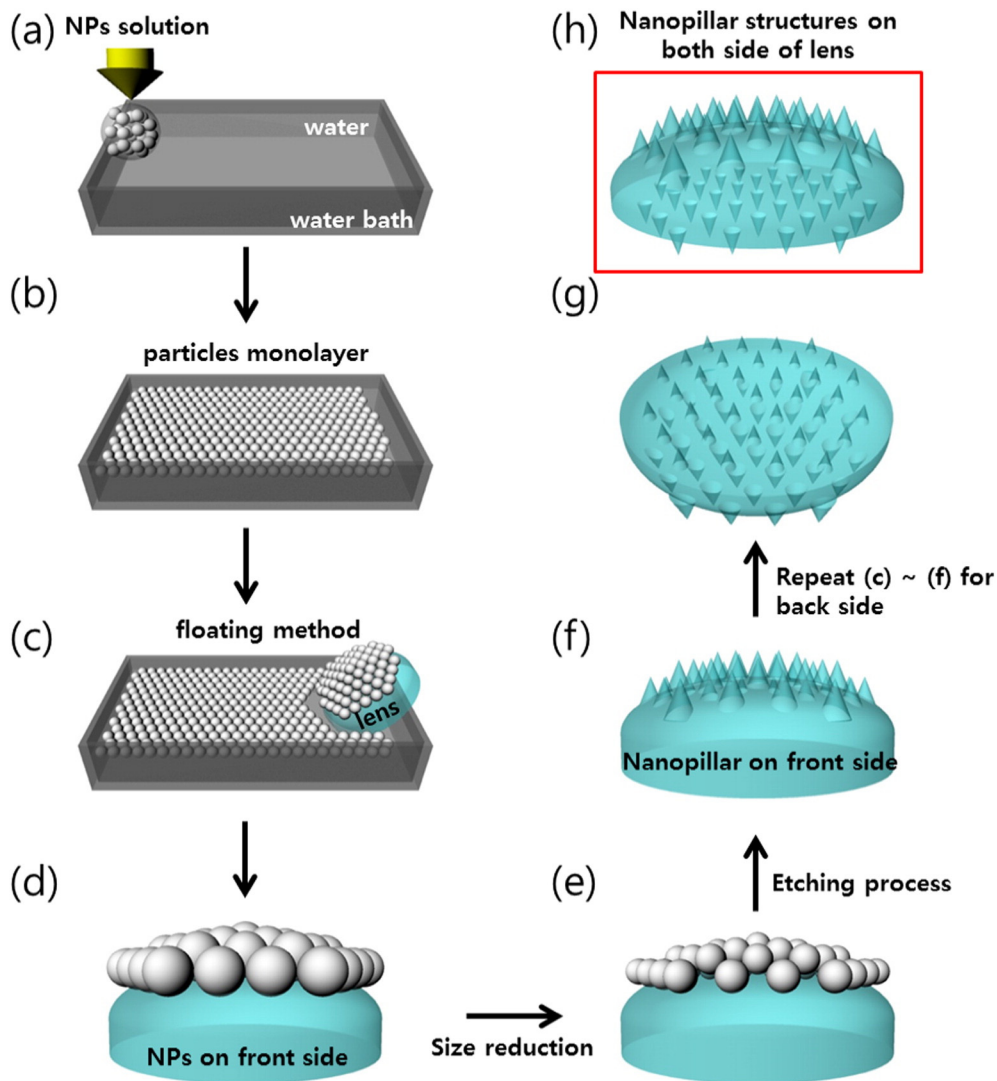 (a)
NPs solution
water
water bath
(b)
particles monolayer
(c)
floating method
lens
(d)
NPs on front side
Size reduction
(e)
Etching process
(f)
Nanopillar on front side
Repeat (c) ~ (f) for
back side
(g)
(h)
Nanopillar structures on
both side of lens